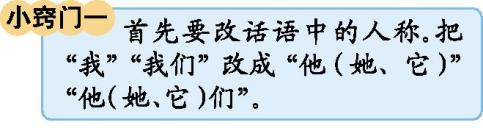 小窍门一
首先要改话语中的人称。把
“我”“我们”改成“他(她、它)”
“他(她、它)们”。